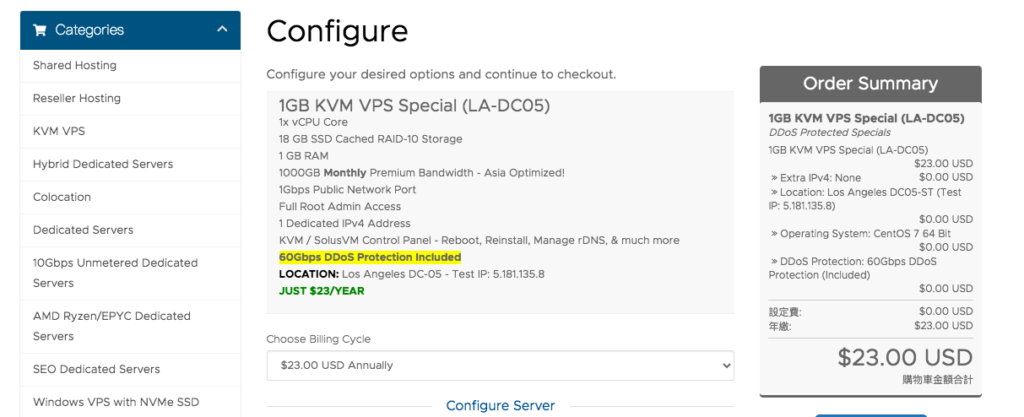 Categories
Shared Hosting
Reseller Hosting
KVM VPS
Hybrid Dedicated Servers
Colocation
Dedicated Servers
10Gbps Unmetered Dedicated
Servers
AMD Ryzen/EPYC Dedicated
Servers
SEO Dedicated Servers
Windows VPS with NVMe SSD
Configure
Configure your desired options and continue to checkout.
1GB KVM VPS Special (LA-DC05)
1x vCPU Core
18 GB SSD Cached RAID-10 Storage
1 GB RAM
1000GB Monthly Premium Bandwidth - Asia Optimized!
1Gbps Public Network Port
Full Root Admin Access
1 Dedicated IPv4 Address
KVM / SolusVM Control Panel - Reboot, Reinstall, Manage rDNS, & much more
60Gbps DDoS Protection Included
LOCATION: Los Angeles DC-05 - Test IP: 5.181.135.8
JUST $23/YEAR
Choose Billing Cycle
$23.00 USD Annually
Configure Server
Order Summary
1GB KVM VPS Special (LA-DC05)
DDoS Protected Specials
1GB KVM VPS Special (LA-DC05)
$23.00 USD
» Extra IPv4: None $0.00 USD
» Location: Los Angeles DC05-ST (Test
IP: 5.181.135.8)
$0.00 USD
» Operating System: CentOS 7 64 Bit
$0.00 USD
» DDoS Protection: 60Gbps DDoS
Protection (Included)
$0.00 USD
設定費: $0.00 USD
年繳: $23.00 USD
$23.00 USD
購物車金額合計